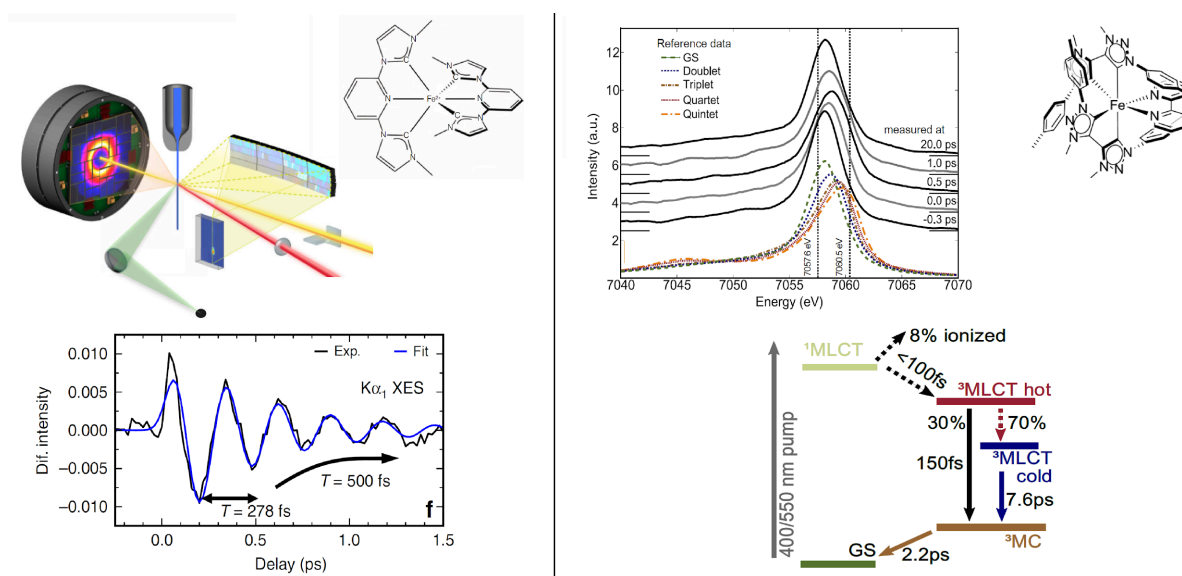 N
N
C
C
N
N
Fe²⁺
N
N
C
C
N
N
0.010
0.005
0.000
−0.005
−0.010
Dif. intensity
Exp.
Fit
Kα₁ XES
T = 500 fs
T = 278 fs
f
0.0
0.5
1.0
1.5
Delay (ps)
12
10
8
6
4
2
Intensity (a.u.)
Reference data
GS
Doublet
Triplet
Quartet
Quintet
measured at
20.0 ps
1.0 ps
0.5 ps
0.0 ps
-0.3 ps
7057.6 eV
7060.5 eV
7040
7045
7050
7055
7060
7065
7070
Energy (eV)
N
N
N
N
Fe
N
N
N
N
N
N
400/550 nm pump
¹MLCT
8% ionized
<100fs
³MLCT hot
30%
70%
150fs
³MLCT
cold
7.6ps
³MC
2.2ps
GS